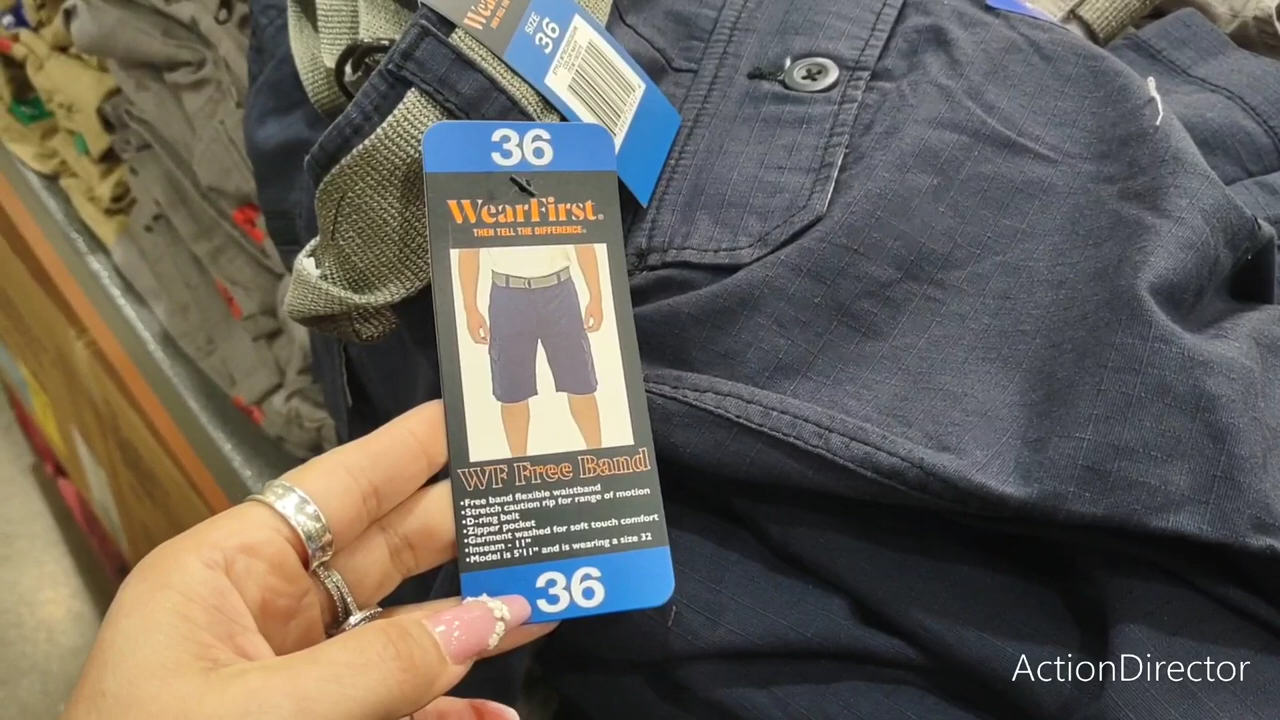 We
SIZE
36
36
WearFirst®
THEN TELL THE DIFFERENCE®
WF Free Band
•Free band flexible waistband
•Stretch caution rip for range of motion
•D-ring belt
•Zipper pocket
•Garment washed for soft touch comfort
•Inseam - 11"
•Model is 5'11" and is wearing a size 32
36
ActionDirector